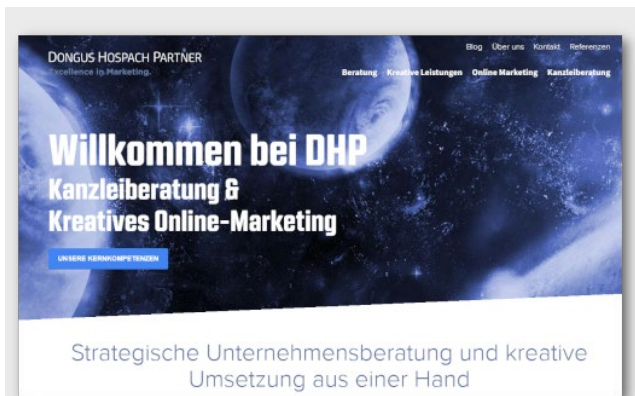 Blog Über uns Kontakt Referenzen
DONGUS HOSPACH PARTNER
Excellence in Marketing.
Beratung Kreative Leistungen Online Marketing Kanzleiberatung
Willkommen bei DHP
Kanzleiberatung &
Kreatives Online-Marketing
UNSERE KERNKOMPETENZEN
Strategische Unternehmensberatung und kreative
Umsetzung aus einer Hand